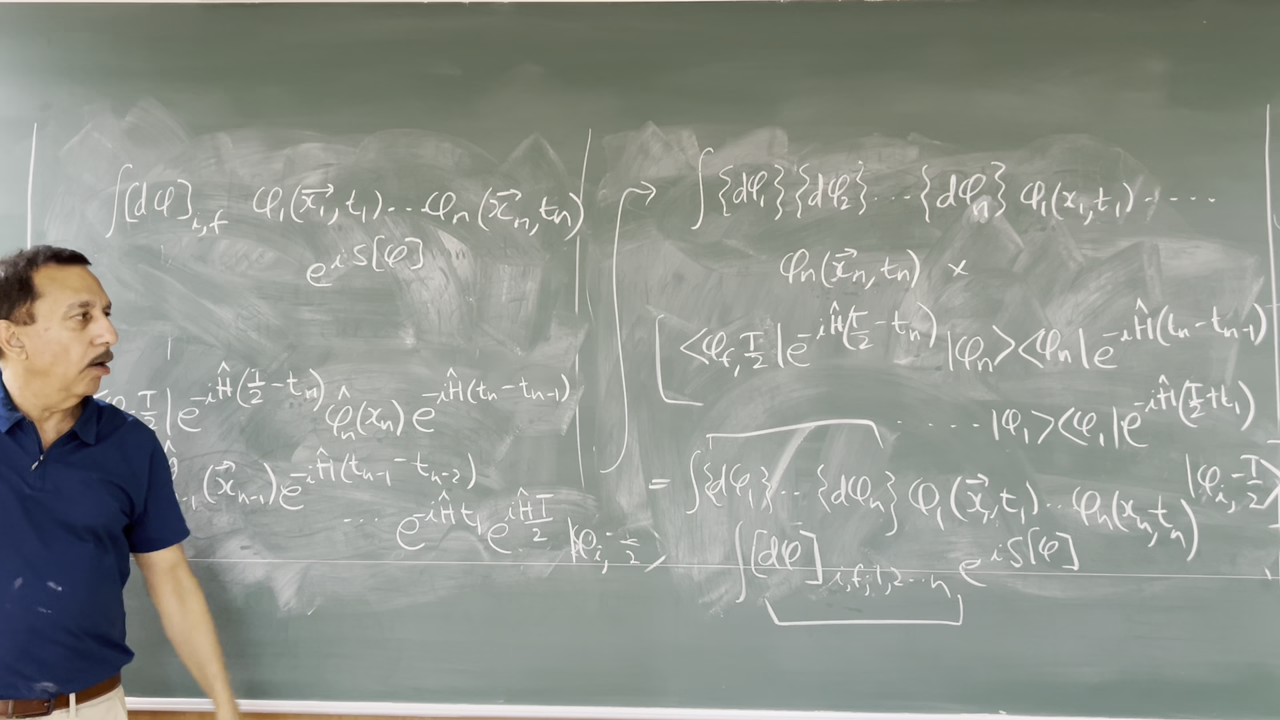 ∫[dφ]_{i,f} φ₁(x⃗₁,t₁)...φₙ(x⃗ₙ,tₙ)
e^{iS[φ]}
T/2|e^{-iĤ(T/2-tₙ)} φ̂ₙ(xₙ) e^{-iĤ(tₙ-tₙ₋₁)}
₋₁(x⃗ₙ₋₁)e^{-iĤ(tₙ₋₁-tₙ₋₂)}
... e^{-iĤt₁} e^{iĤT/2} |φᵢ,
∫{dφ₁}{dφ₂}...{dφₙ} φ₁(x₁,t₁)·····
φₙ(x⃗ₙ,tₙ) ×
[<φ_f,T/2|e^{-iĤ(T/2-tₙ)}|φₙ><φₙ|e^{-iĤ(tₙ-tₙ₋₁)}
·····|φ₁><φ₁|e^{-iĤ(T/2+t₁)}
|φᵢ,-T/2>
= ∫{dφ₁}..{dφₙ} φ₁(x⃗,t₁)..φₙ(xₙ,tₙ)
∫[dφ]_{i,f;1,2...n} e^{iS[φ]}